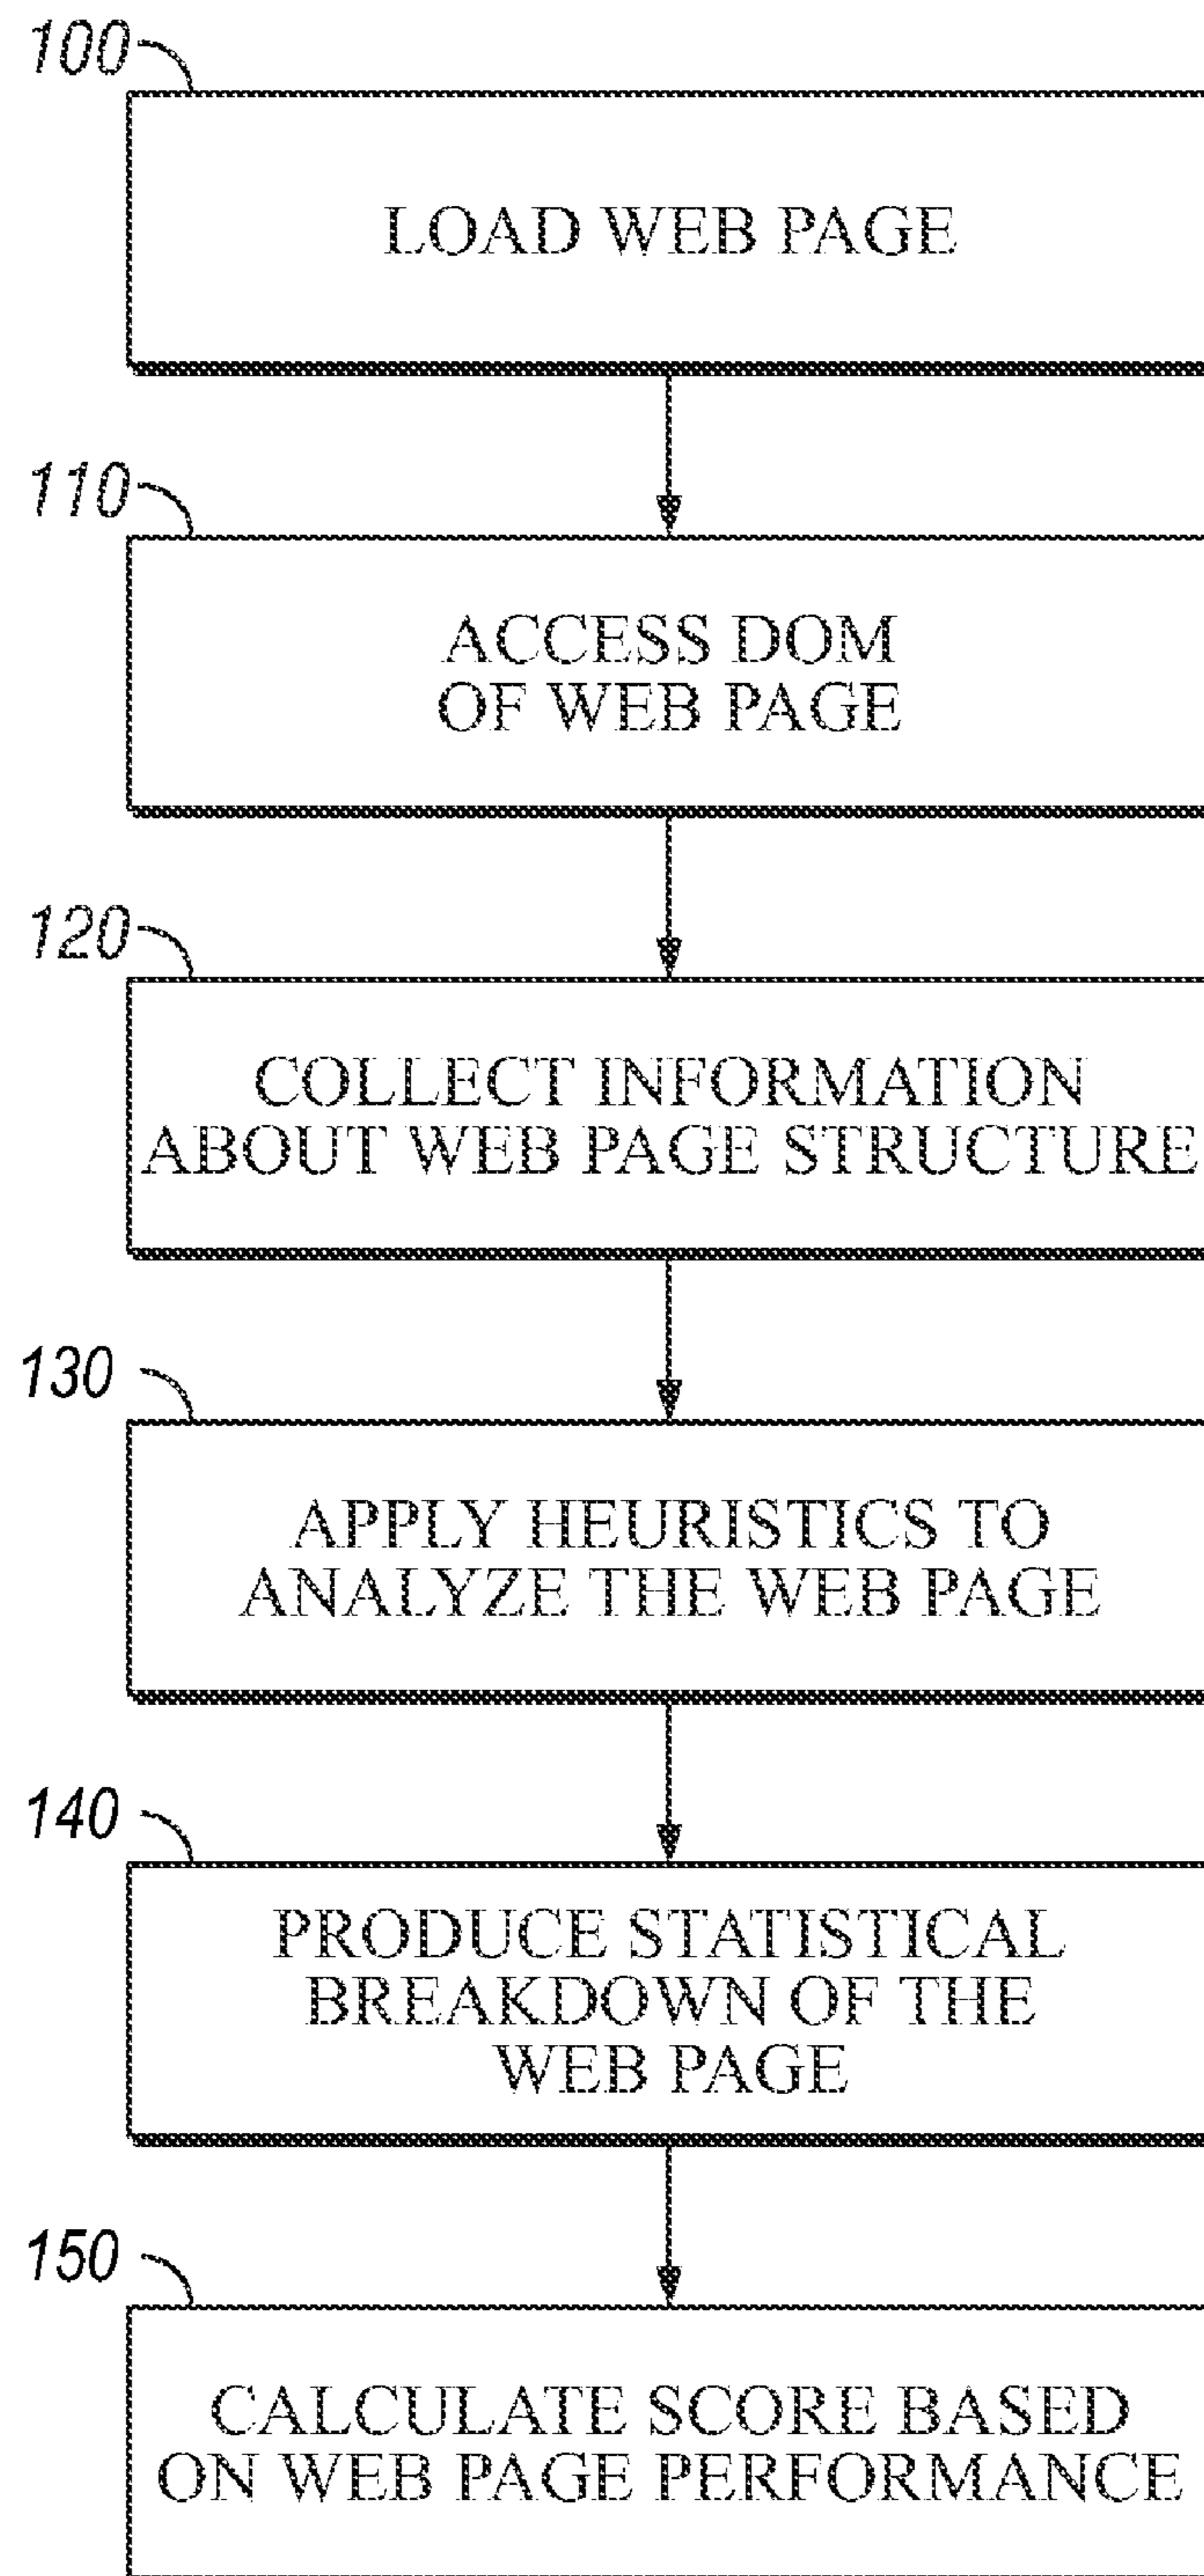 100
LOAD WEB PAGE
110
ACCESS DOM
OF WEB PAGE
120
COLLECT INFORMATION
ABOUT WEB PAGE STRUCTURE
130
APPLY HEURISTICS TO
ANALYZE THE WEB PAGE
140
PRODUCE STATISTICAL
BREAKDOWN OF THE
WEB PAGE
150
CALCULATE SCORE BASED
ON WEB PAGE PERFORMANCE